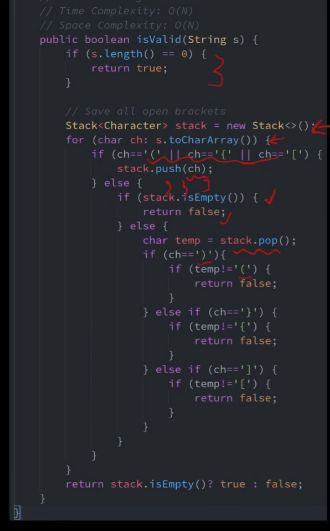 // Time Complexity: O(N)
// Space Complexity: O(N)
public boolean isValid(String s) {
if (s.length() == 0) {
return true;
}
// Save all open brackets
Stack<Character> stack = new Stack<>();
for (char ch: s.toCharArray()) {
if (ch=='(' || ch=='{' || ch=='[') {
stack.push(ch);
} else {
if (stack.isEmpty()) {
return false;
} else {
char temp = stack.pop();
if (ch==')'){
if (temp!='(') {
return false;
}
} else if (ch=='}') {
if (temp!='{') {
return false;
}
} else if (ch==']') {
if (temp!='[') {
return false;
}
}
}
}
}
return stack.isEmpty()? true : false;
}
}